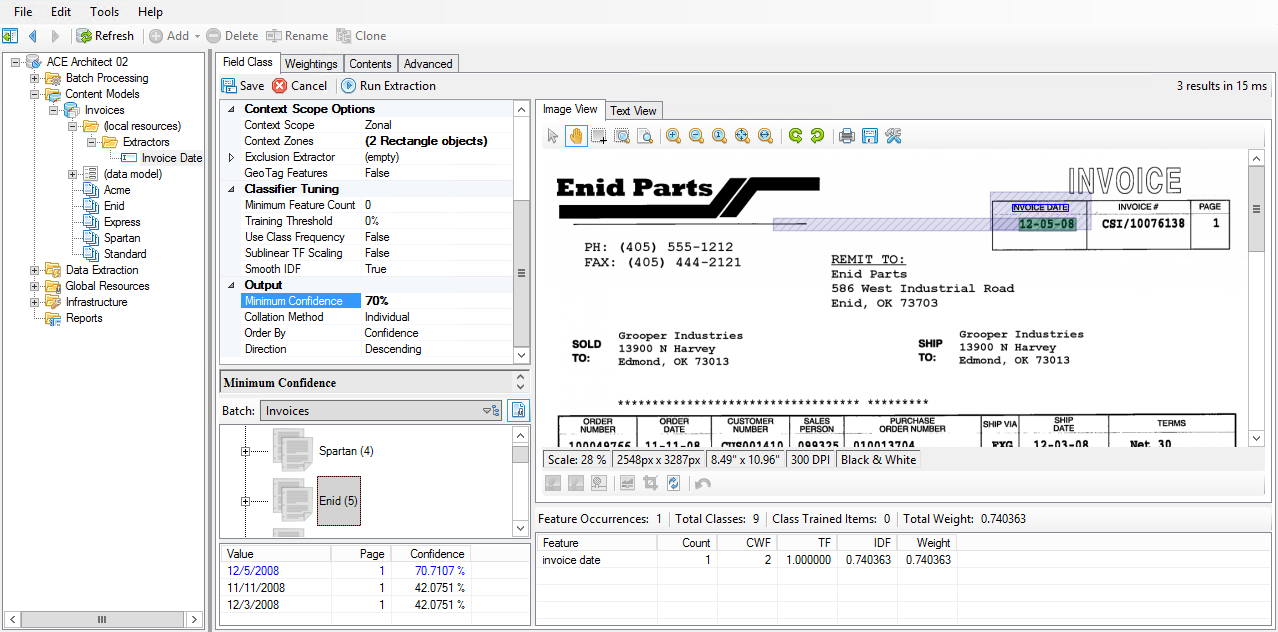 File Edit Tools Help
Refresh Add Delete Rename Clone
ACE Architect 02
Batch Processing
Content Models
Invoices
(local resources)
Extractors
Invoice Date
(data model)
Acme
Enid
Express
Spartan
Standard
Data Extraction
Global Resources
Infrastructure
Reports
Field Class Weightings Contents Advanced
Save Cancel Run Extraction 3 results in 15 ms
Context Scope Options
Context Scope Zonal
Context Zones (2 Rectangle objects)
Exclusion Extractor (empty)
GeoTag Features False
Classifier Tuning
Minimum Feature Count 0
Training Threshold 0%
Use Class Frequency False
Sublinear TF Scaling False
Smooth IDF True
Output
Minimum Confidence 70%
Collation Method Individual
Order By Confidence
Direction Descending
Minimum Confidence
Batch: Invoices
Spartan (4)
Enid (5)
Value Page Confidence
12/5/2008 1 70.7107 %
11/11/2008 1 42.0751 %
12/3/2008 1 42.0751 %
Image View Text View
INVOICE
Enid Parts
INVOICE DATE INVOICE # PAGE
12-05-08 CSI/10076138 1
PH: (405) 555-1212
FAX: (405) 444-2121
REMIT TO:
Enid Parts
586 West Industrial Road
Enid, OK 73703
SOLD TO: Grooper Industries
13900 N Harvey
Edmond, OK 73013
SHIP TO: Grooper Industries
13900 N Harvey
Edmond, OK 73013
********************************** *********
ORDER NUMBER ORDER DATE CUSTOMER NUMBER SALES PERSON PURCHASE ORDER NUMBER SHIP VIA SHIP DATE TERMS
100049766 11-11-08 CUS001410 099325 010013704 FXG 12-03-08 Net 30
Scale: 28 % 2548px x 3287px 8.49" x 10.96" 300 DPI Black & White
Feature Occurrences: 1 Total Classes: 9 Class Trained Items: 0 Total Weight: 0.740363
Feature Count CWF TF IDF Weight
invoice date 1 2 1.000000 0.740363 0.740363